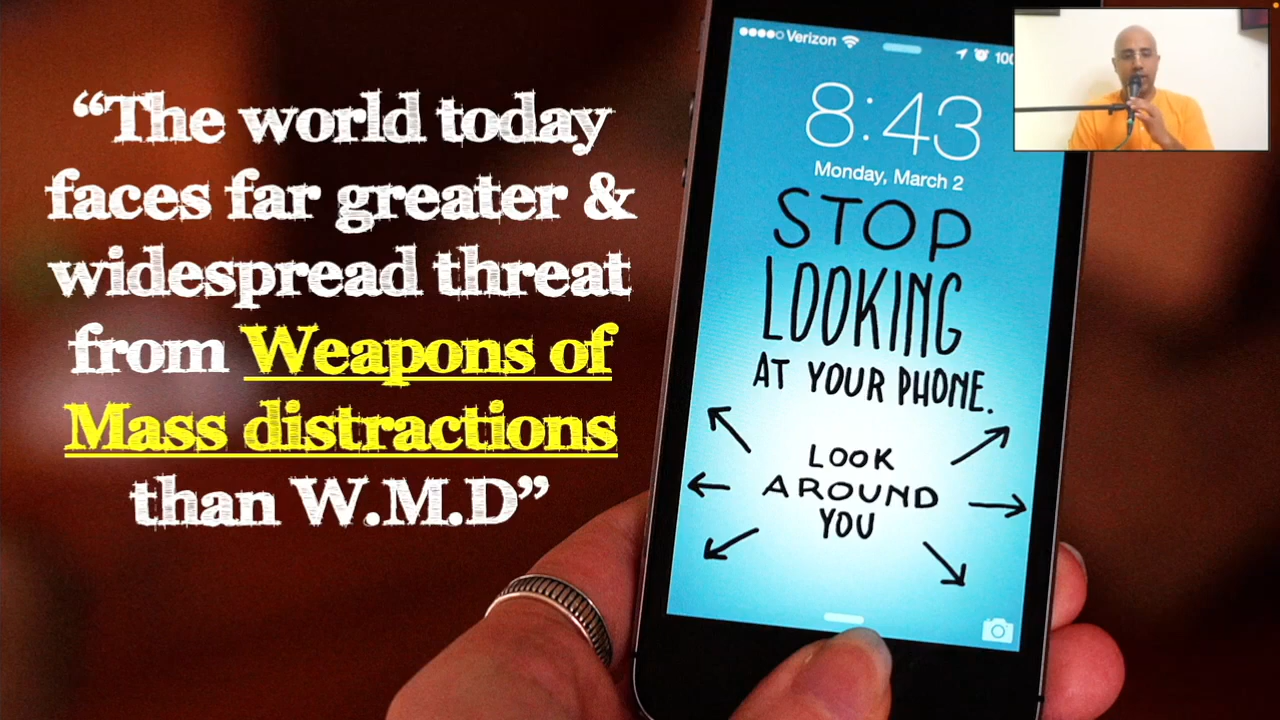 “The world today
faces far greater &
widespread threat
from Weapons of
Mass distractions
than W.M.D”
Verizon
100
8:43
Monday, March 2
STOP
LOOKING
AT YOUR PHONE.
LOOK
AROUND
YOU